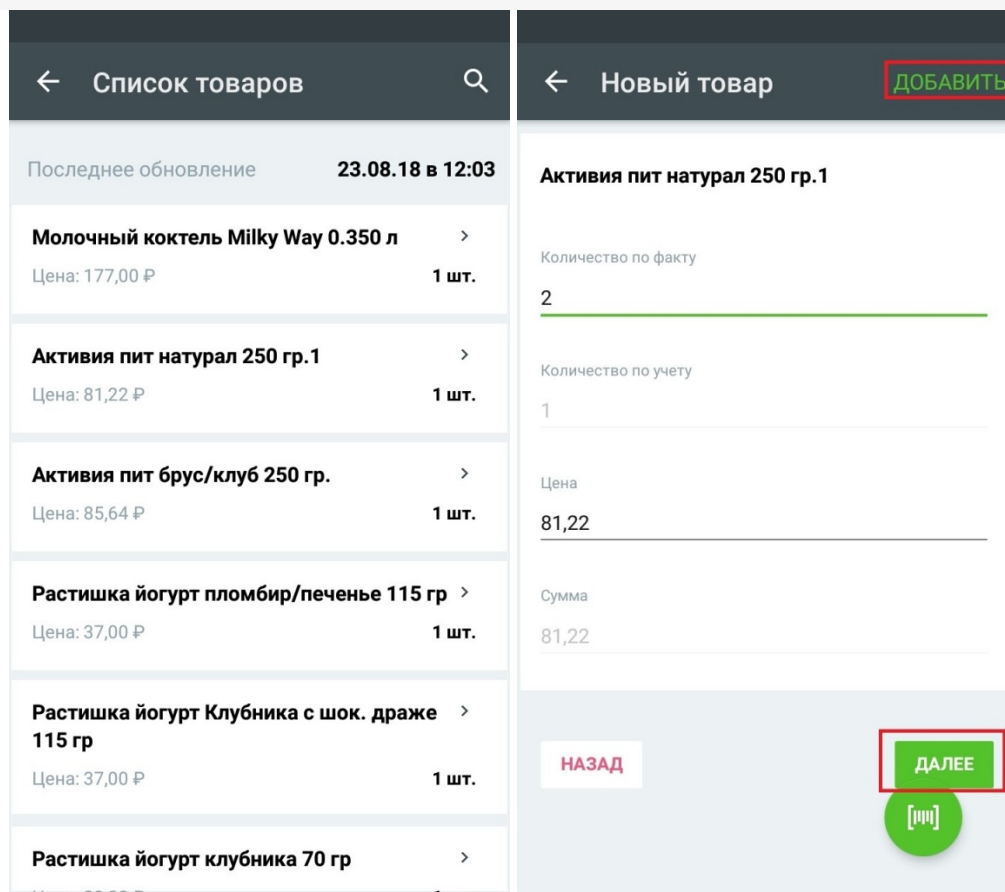 Список товаров
Последнее обновление 23.08.18 в 12:03
Молочный коктель Milky Way 0.350 л
Цена: 177,00 ₽ 1 шт.
Активия пит натурал 250 гр.1
Цена: 81,22 ₽ 1 шт.
Активия пит брус/клуб 250 гр.
Цена: 85,64 ₽ 1 шт.
Растишка йогурт пломбир/печенье 115 гр
Цена: 37,00 ₽ 1 шт.
Растишка йогурт Клубника с шок. драже
115 гр
Цена: 37,00 ₽ 1 шт.
Растишка йогурт клубника 70 гр
Новый товар ДОБАВИТЬ
Активия пит натурал 250 гр.1
Количество по факту
2
Количество по учету
1
Цена
81,22
Сумма
81,22
НАЗАД ДАЛЕЕ